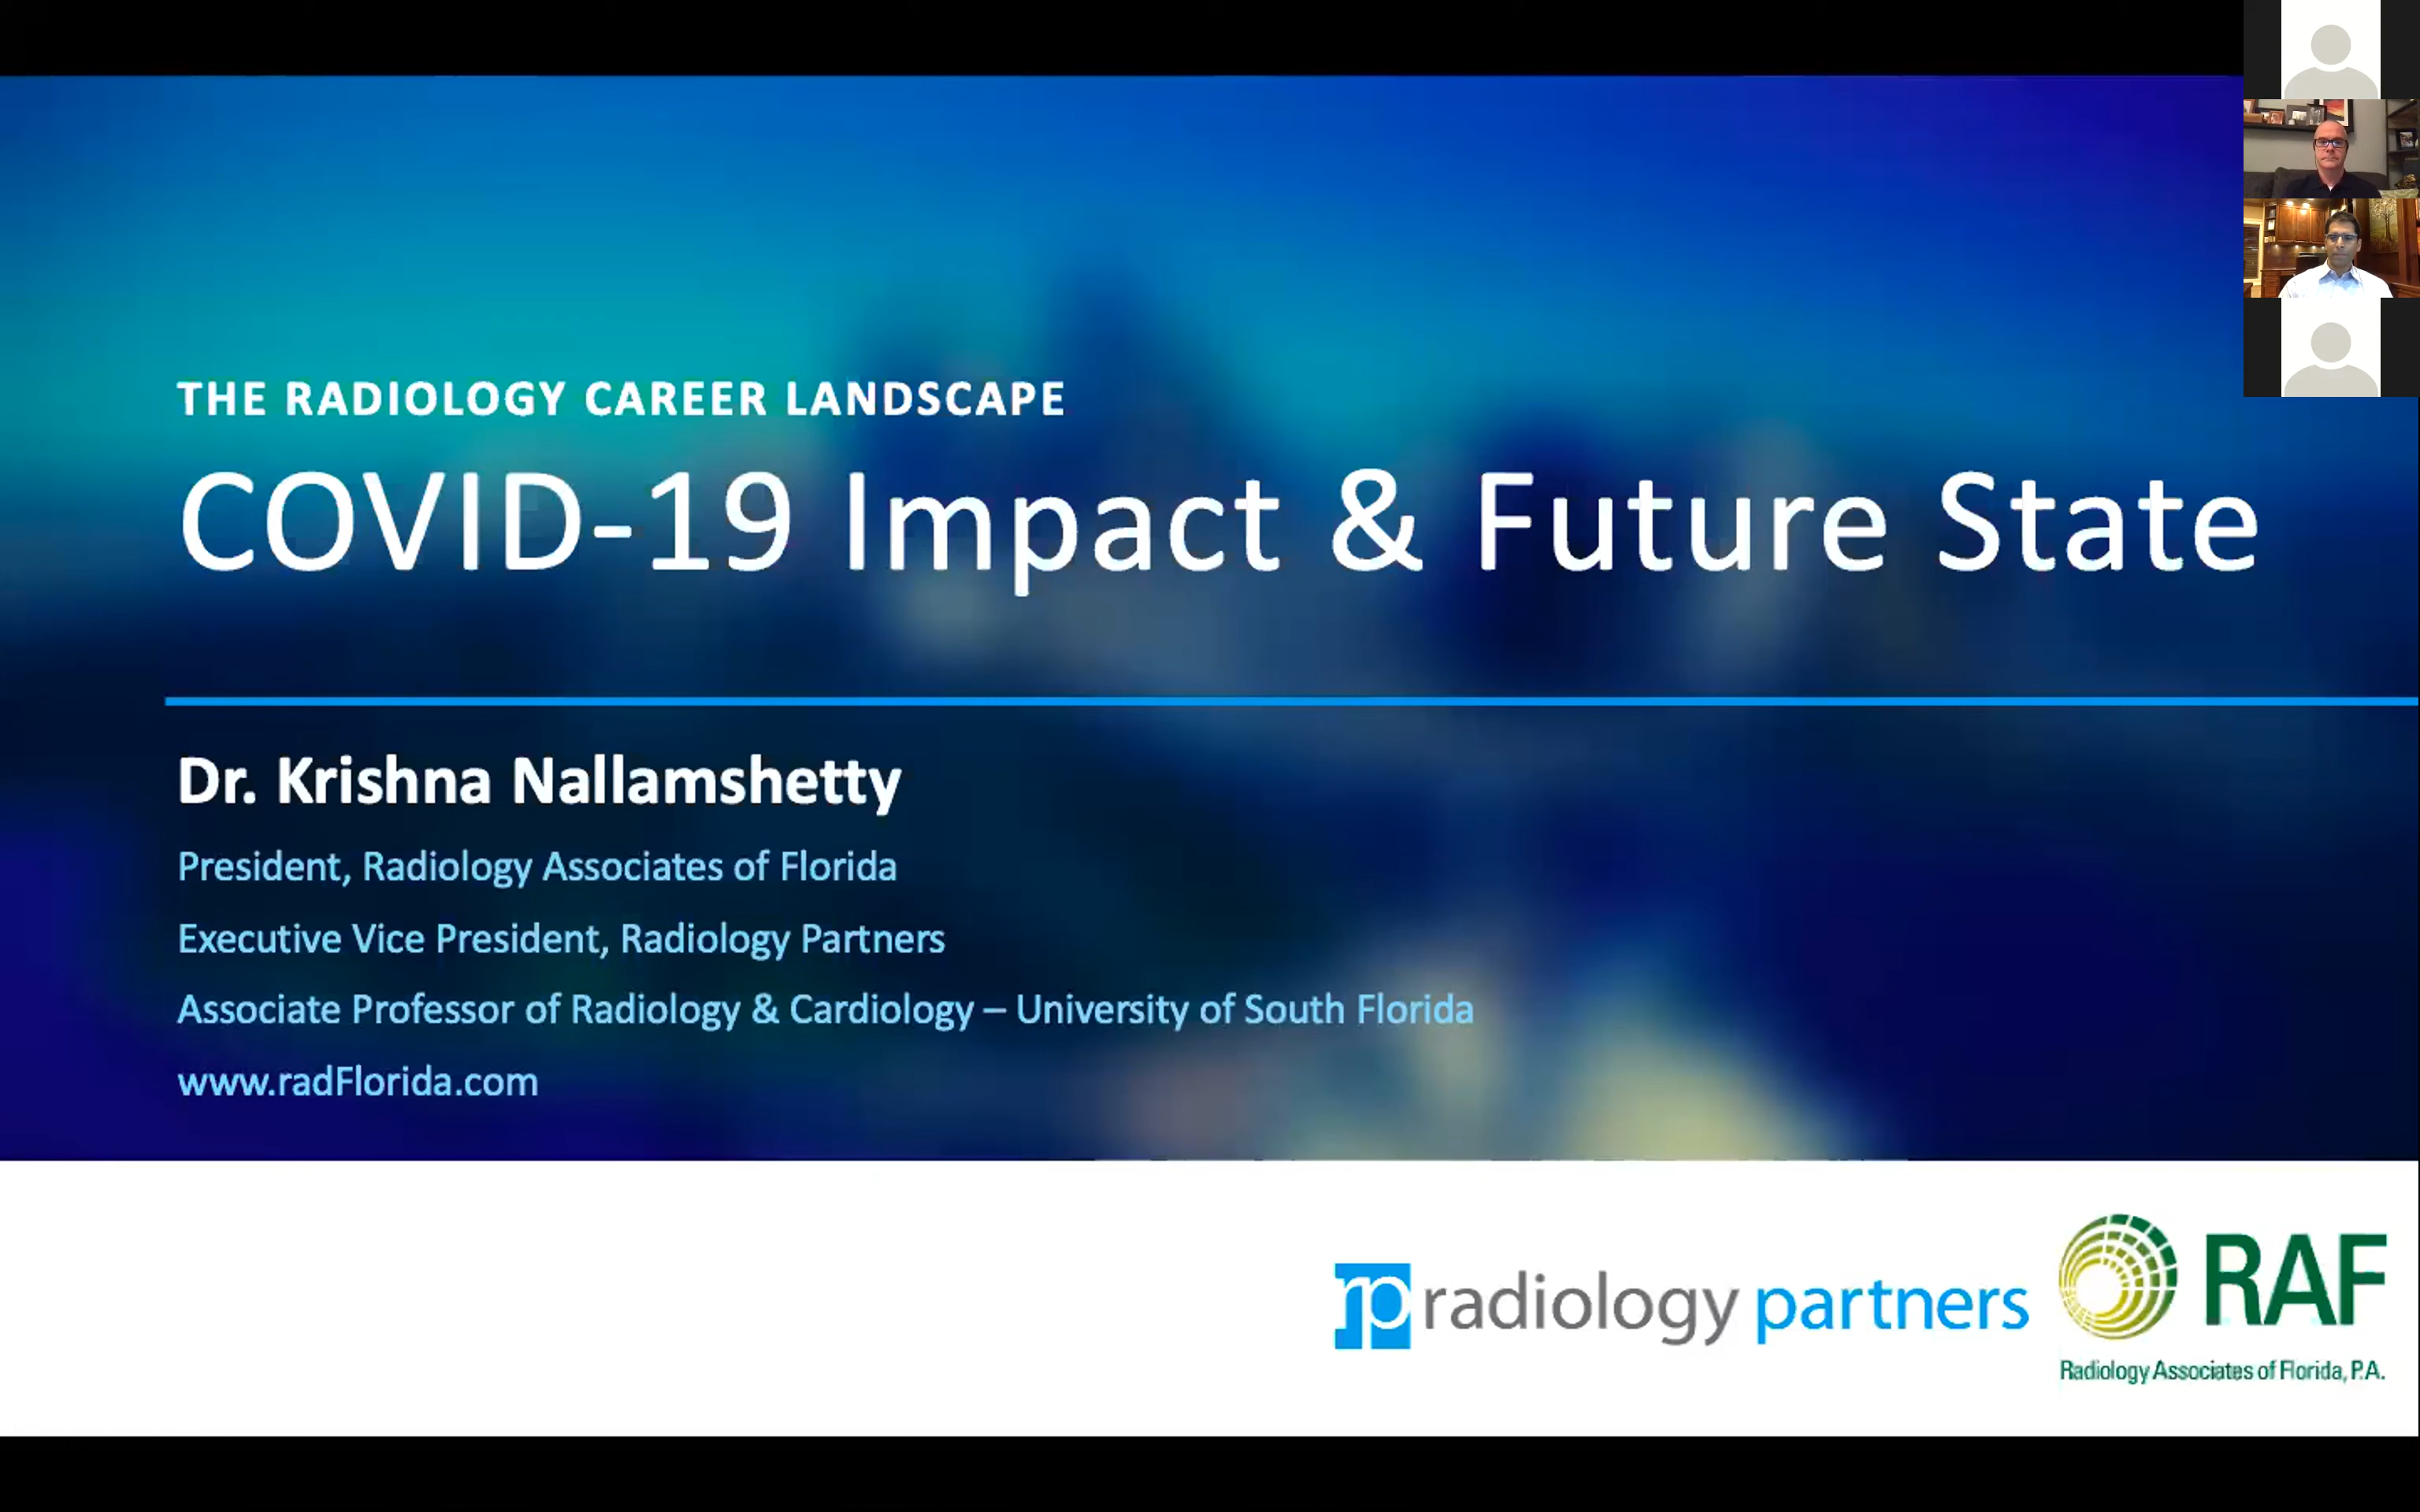 THE RADIOLOGY CAREER LANDSCAPE
COVID-19 Impact & Future State
Dr. Krishna Nallamshetty
President, Radiology Associates of Florida
Executive Vice President, Radiology Partners
Associate Professor of Radiology & Cardiology – University of South Florida
www.radFlorida.com
rp radiology partners
RAF
Radiology Associates of Florida, P.A.